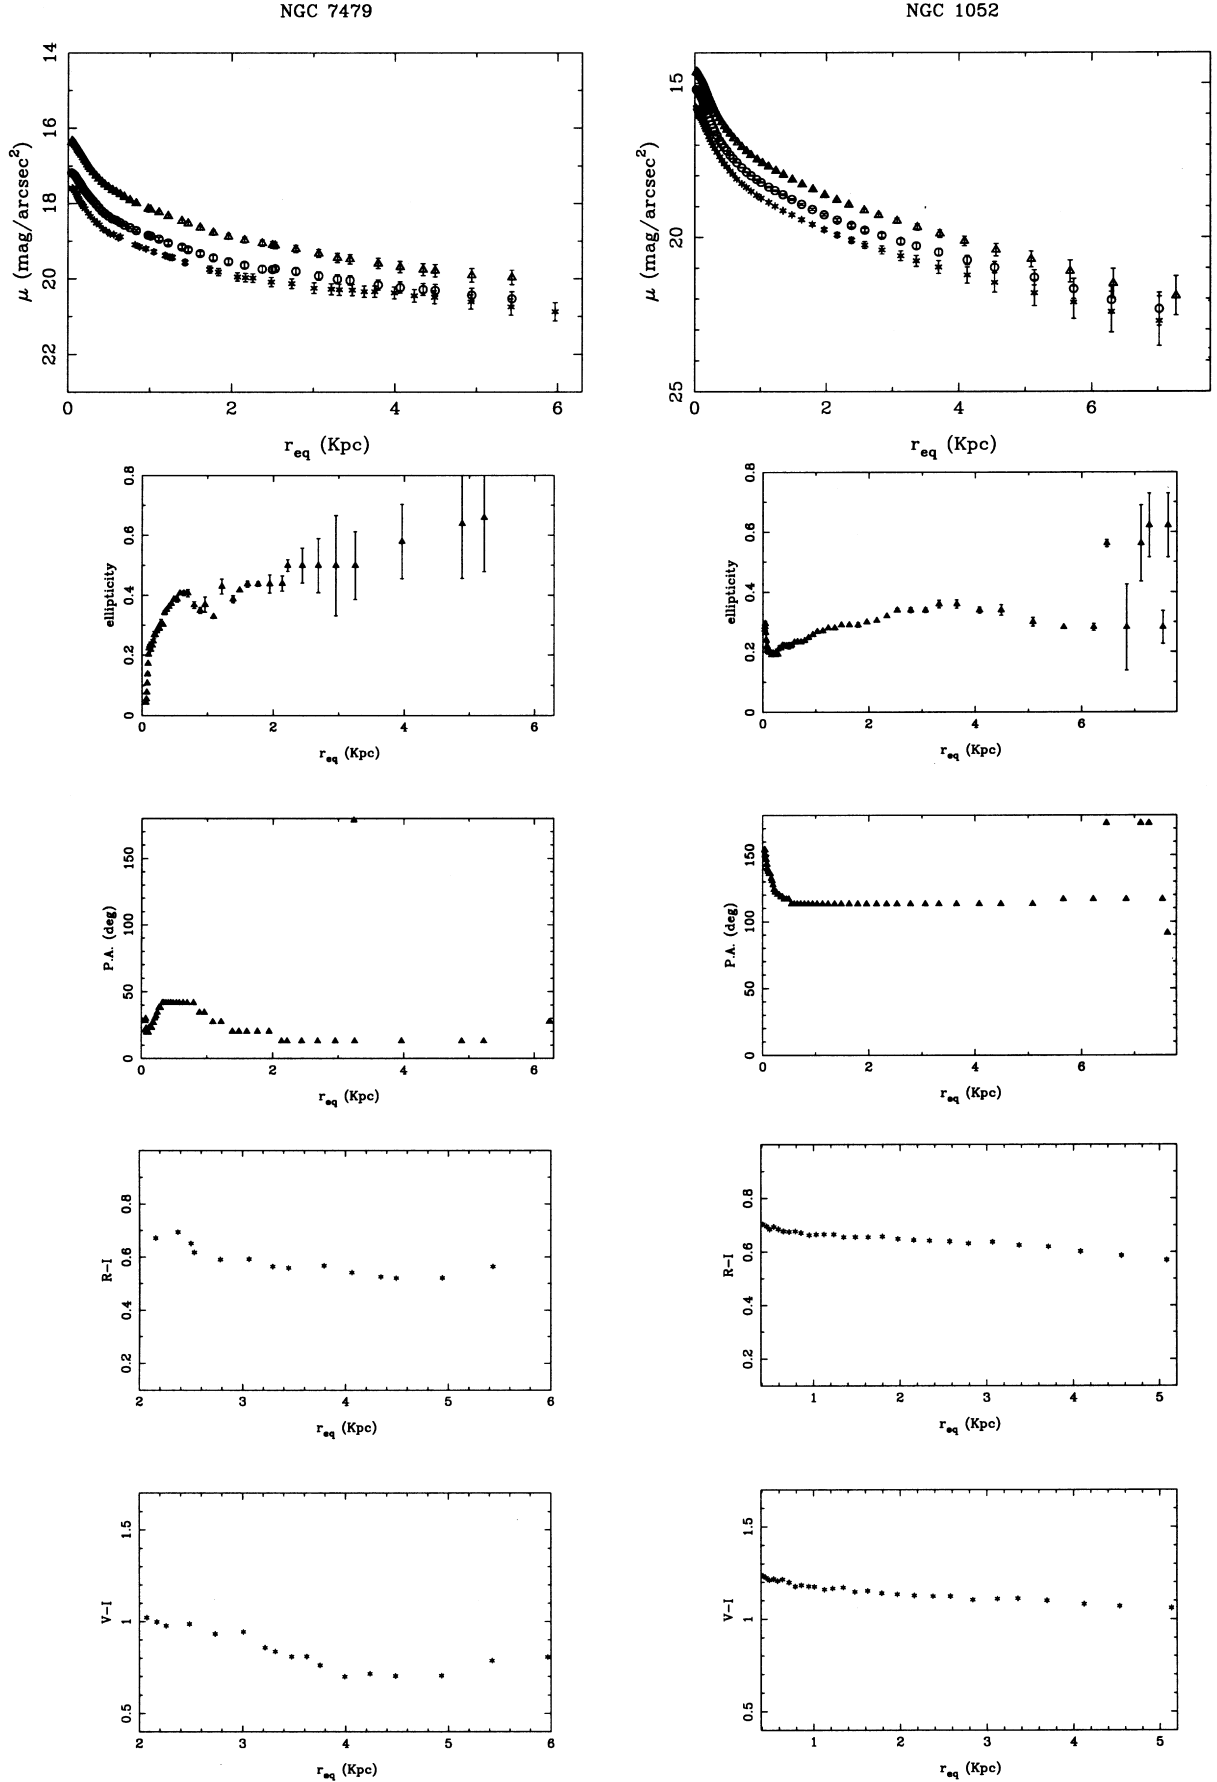 NGC 7479
14
16
18
20
22
μ (mag/arcsec²)
0 2 4 6
r_eq (Kpc)
0.8
0.6
0.4
0.2
0
ellipticity
0 2 4 6
r_eq (Kpc)
150
100
50
0
P.A. (deg)
0 2 4 6
r_eq (Kpc)
0.8
0.6
0.4
0.2
R-I
2 3 4 5 6
r_eq (Kpc)
1.5
1
0.5
V-I
2 3 4 5 6
r_eq (Kpc)
NGC 1052
15
20
25
μ (mag/arcsec²)
0 2 4 6
r_eq (Kpc)
0.8
0.6
0.4
0.2
0
ellipticity
0 2 4 6
r_eq (Kpc)
150
100
50
0
P.A. (deg)
0 2 4 6
r_eq (Kpc)
0.8
0.6
0.4
0.2
R-I
1 2 3 4 5
r_eq (Kpc)
1.5
1
0.5
V-I
1 2 3 4 5
r_eq (Kpc)